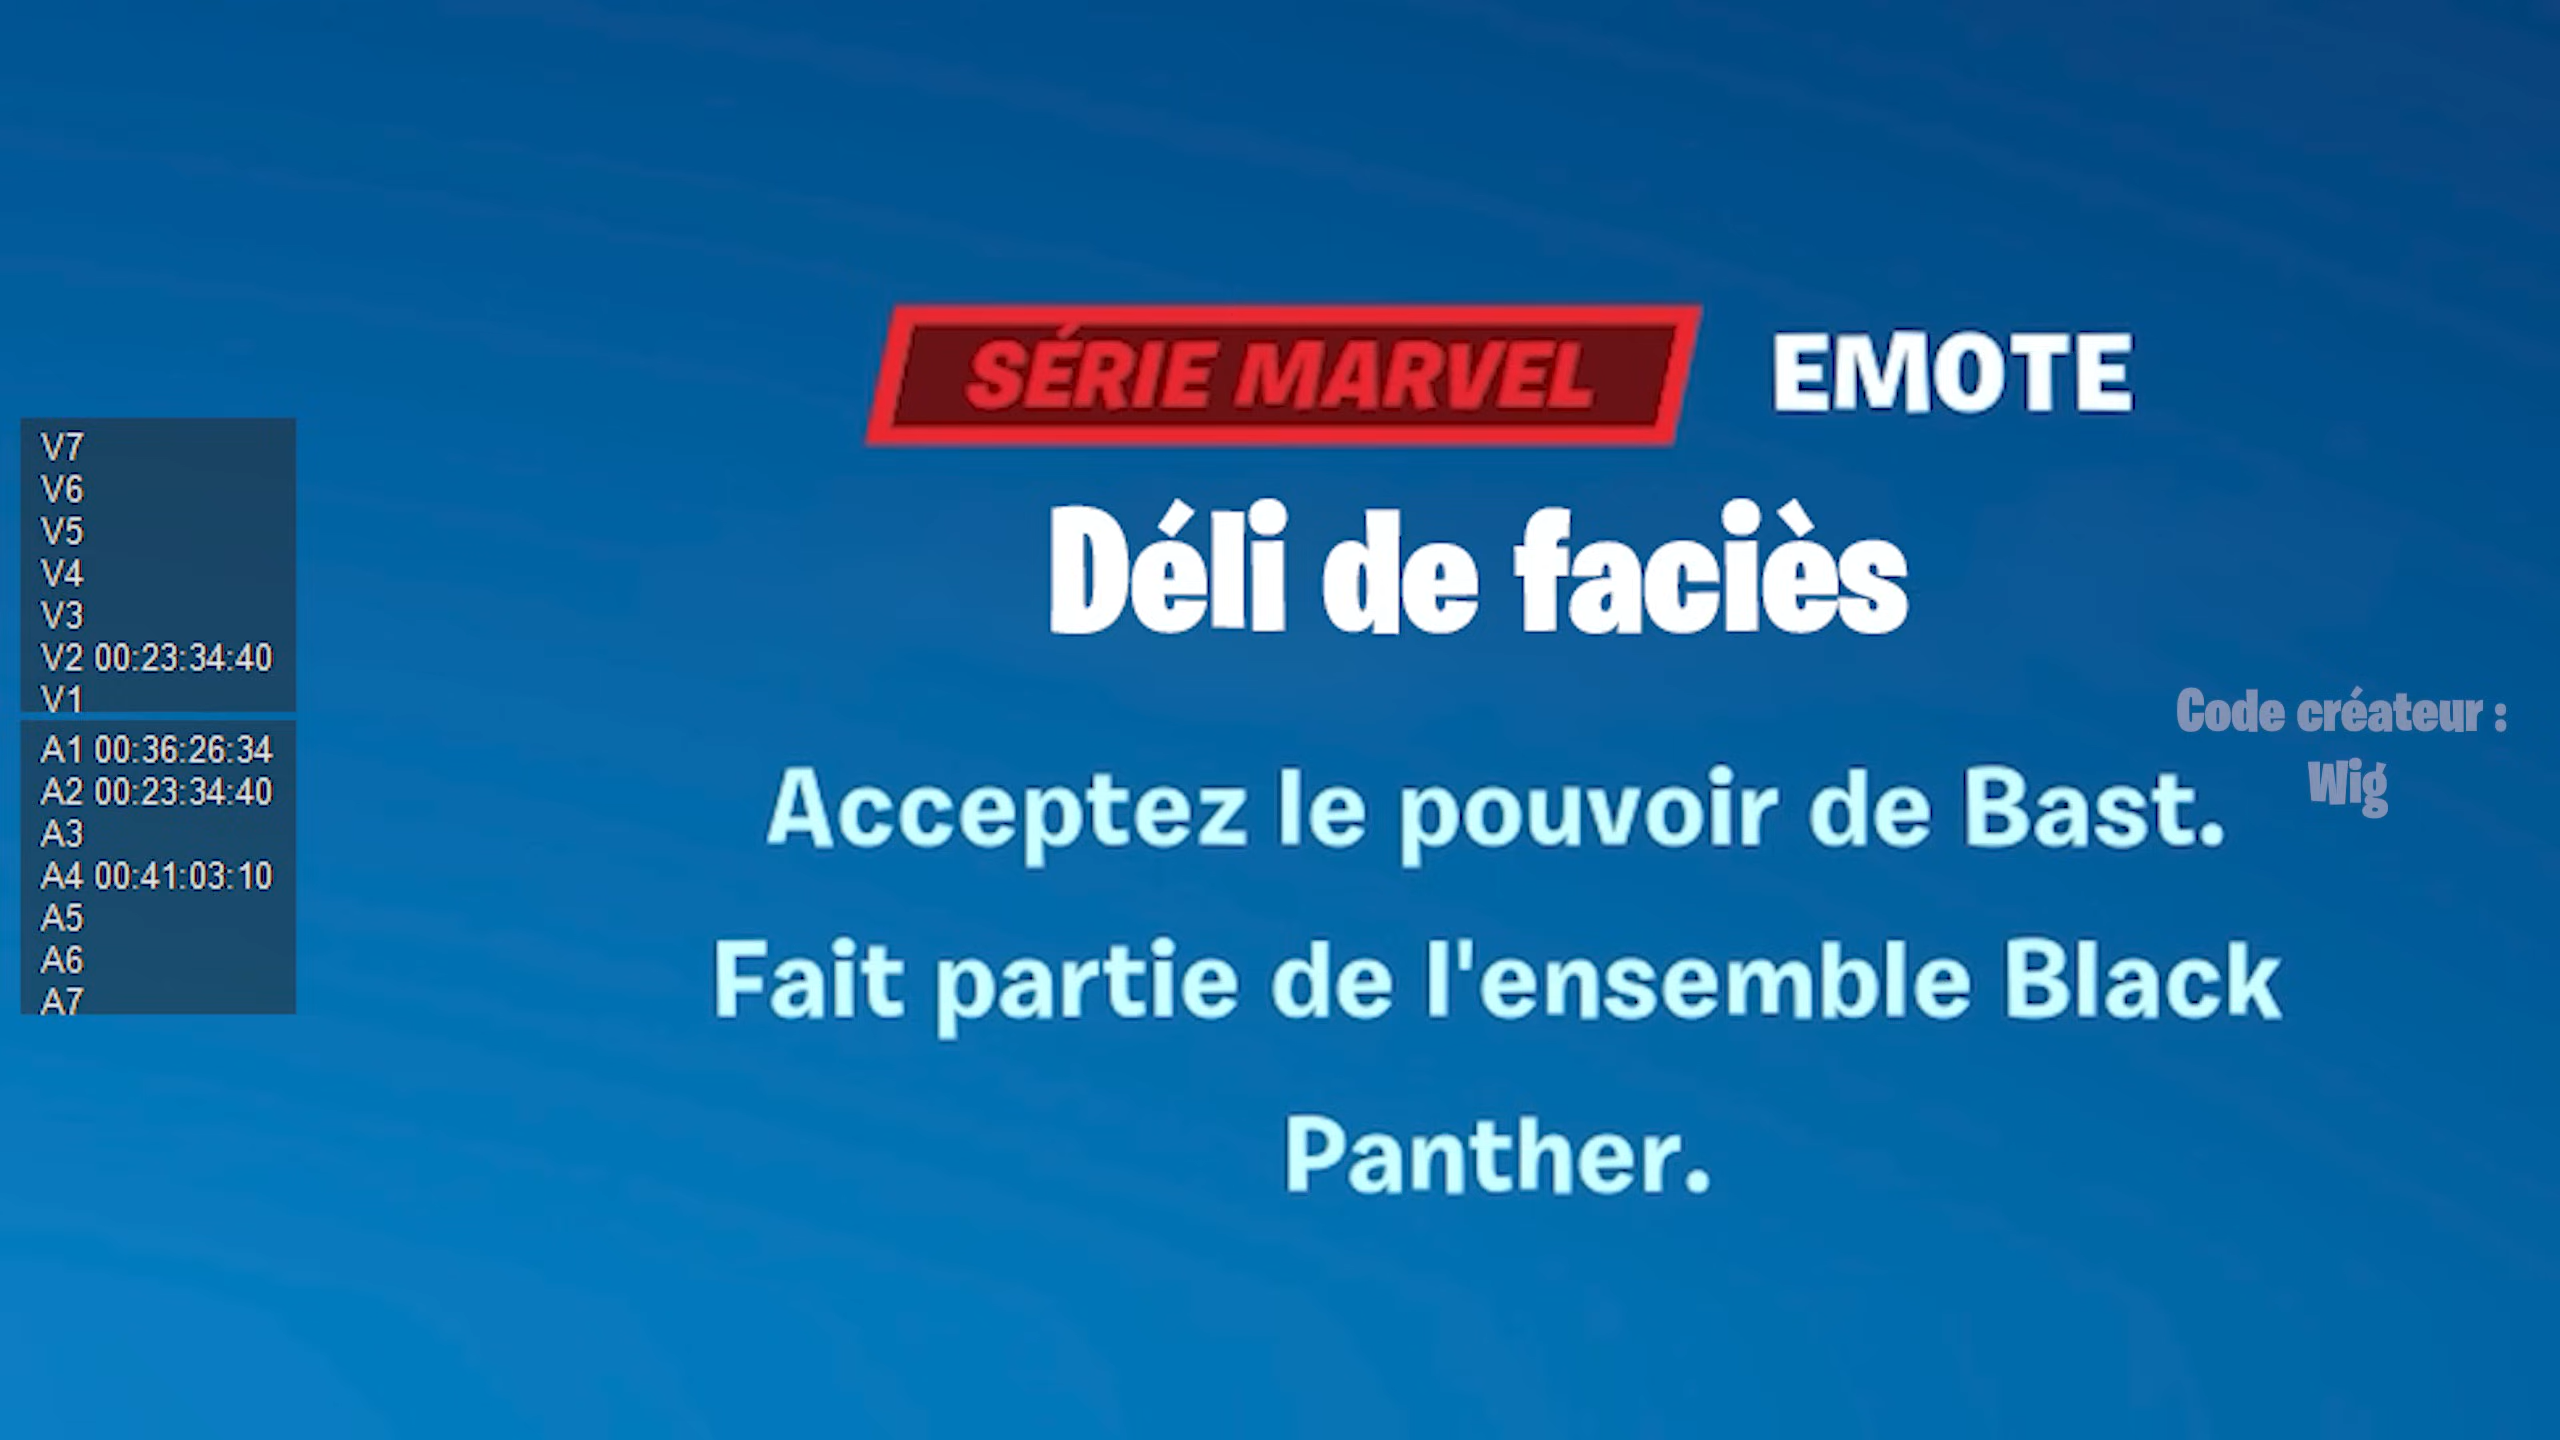 SÉRIE MARVEL EMOTE
Déli de faciès
Acceptez le pouvoir de Bast.
Fait partie de l'ensemble Black
Panther.
V7
V6
V5
V4
V3
V2 00:23:34:40
V1
A1 00:36:26:34
A2 00:23:34:40
A3
A4 00:41:03:10
A5
A6
A7
Code créateur :
Wig